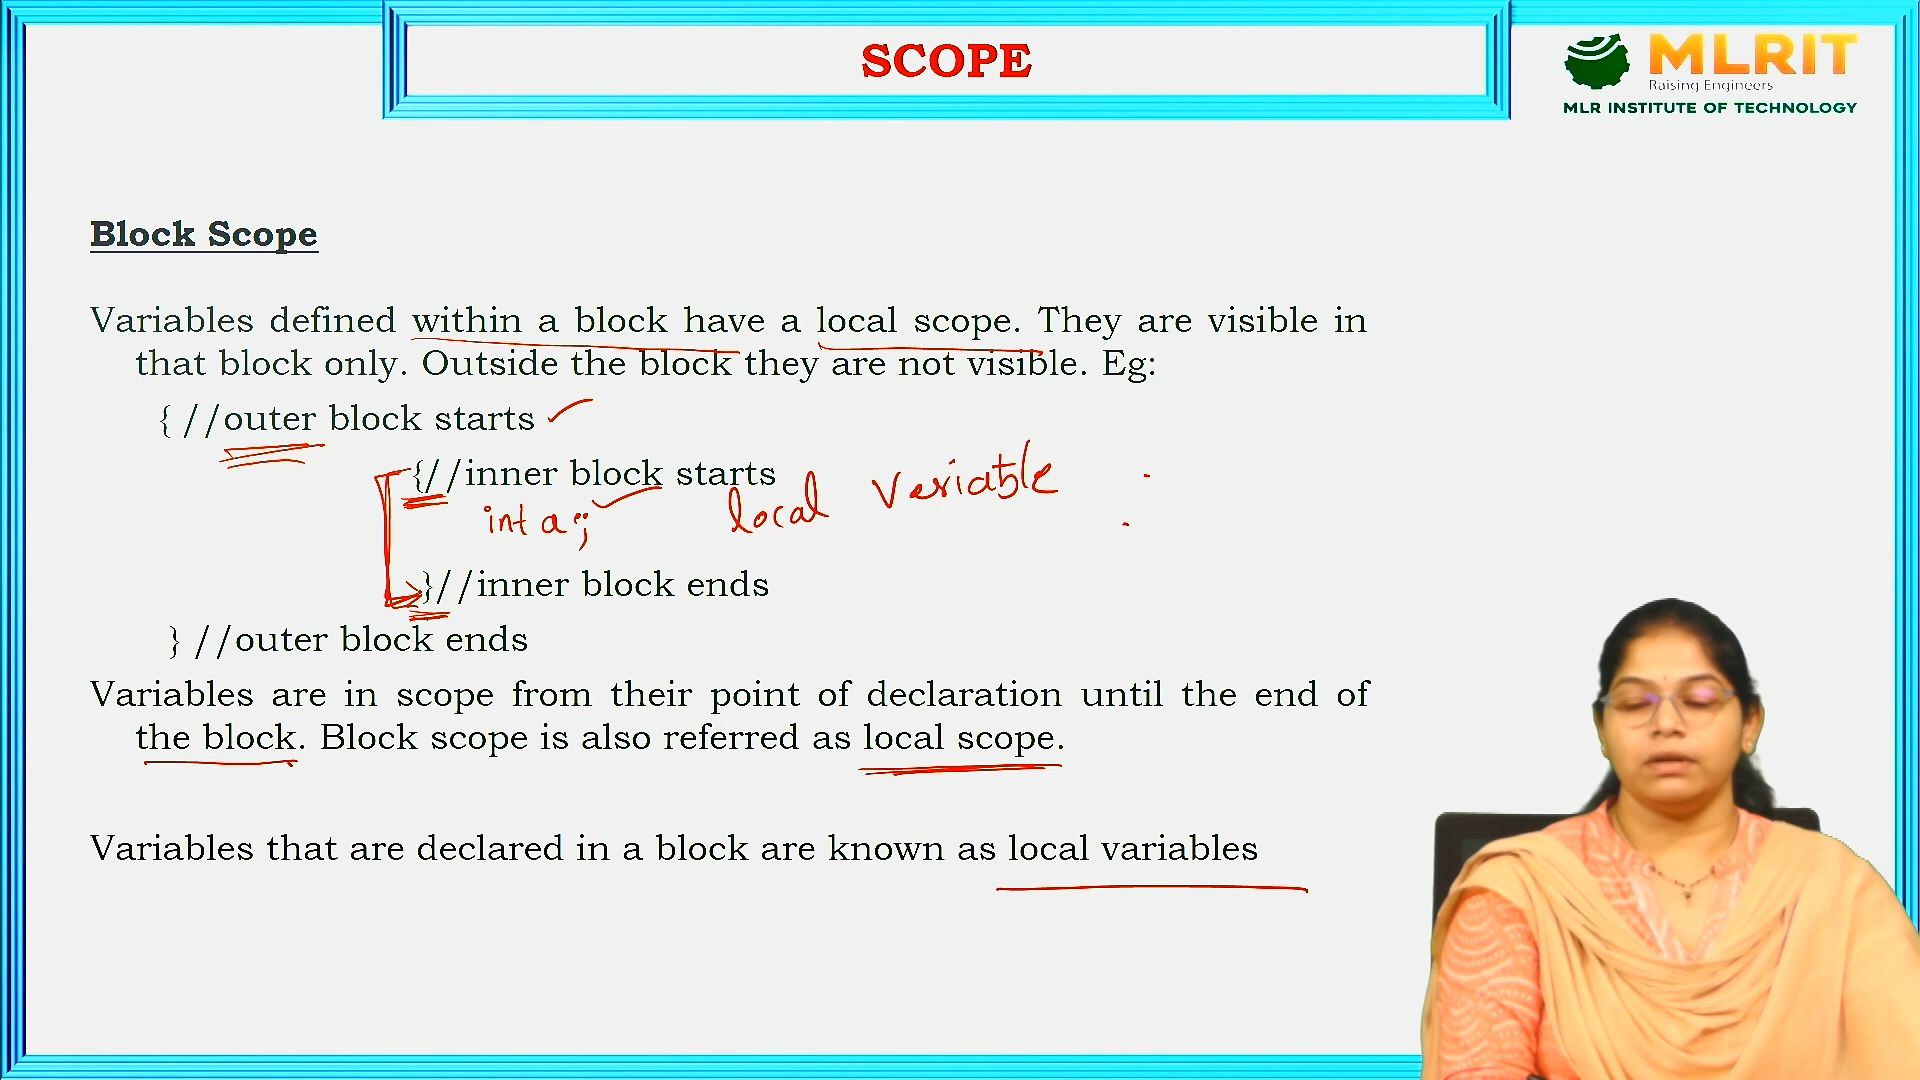 SCOPE
MLRIT
Raising Engineers
MLR INSTITUTE OF TECHNOLOGY
Block Scope
Variables defined within a block have a local scope. They are visible in
that block only. Outside the block they are not visible. Eg:
{ //outer block starts
{//inner block starts
int a; local variable
}//inner block ends
} //outer block ends
Variables are in scope from their point of declaration until the end of
the block. Block scope is also referred as local scope.
Variables that are declared in a block are known as local variables